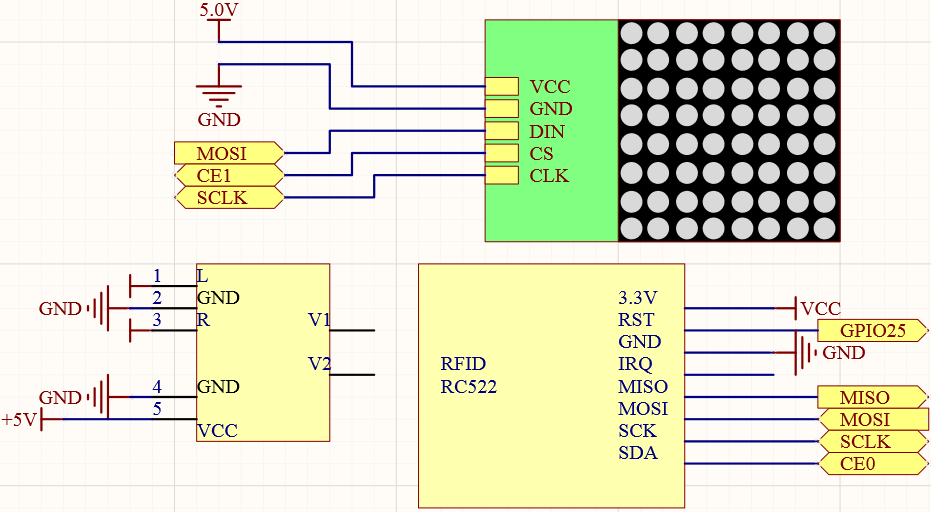 5.0V
GND
VCC
GND
DIN
CS
CLK
MOSI
CE1
SCLK
1 L
GND 2 GND
3 R
V1
V2
GND 4 GND
+5V 5 VCC
RFID
RC522
3.3V VCC
RST GPIO25
GND GND
IRQ
MISO MISO
MOSI MOSI
SCK SCLK
SDA CE0